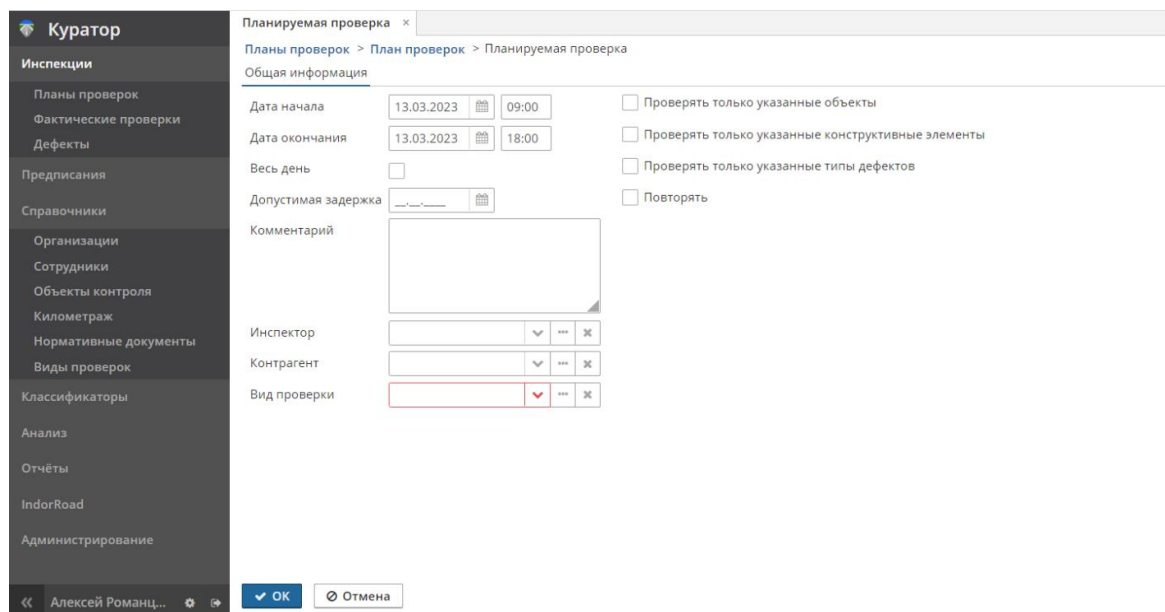 Куратор
Инспекции
Планы проверок
Фактические проверки
Дефекты
Предписания
Справочники
Организации
Сотрудники
Объекты контроля
Километраж
Нормативные документы
Виды проверок
Классификаторы
Анализ
Отчёты
IndorRoad
Администрирование
Алексей Романц...
Планируемая проверка ×
Планы проверок > План проверок > Планируемая проверка
Общая информация
Дата начала 13.03.2023 09:00
Дата окончания 13.03.2023 18:00
Весь день
Допустимая задержка __.__.____
Комментарий
Инспектор
Контрагент
Вид проверки
Проверять только указанные объекты
Проверять только указанные конструктивные элементы
Проверять только указанные типы дефектов
Повторять
OK
Отмена